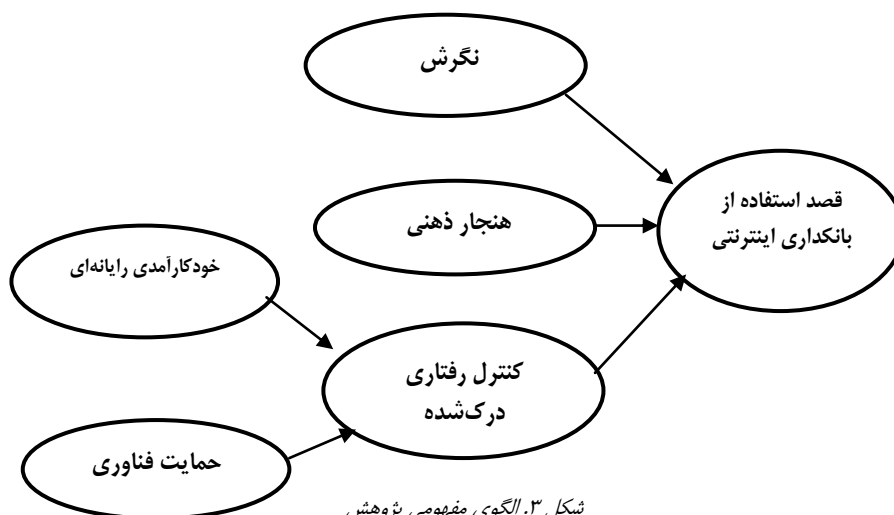 نگرش
قصد استفاده از
بانکداری اینترنتی
هنجار ذهنی
خودکارآمدی رایانه‌ای
کنترل رفتاری
درک‌شده
حمایت فناوری
شکل ۳. الگوی مفهومی پژوهش